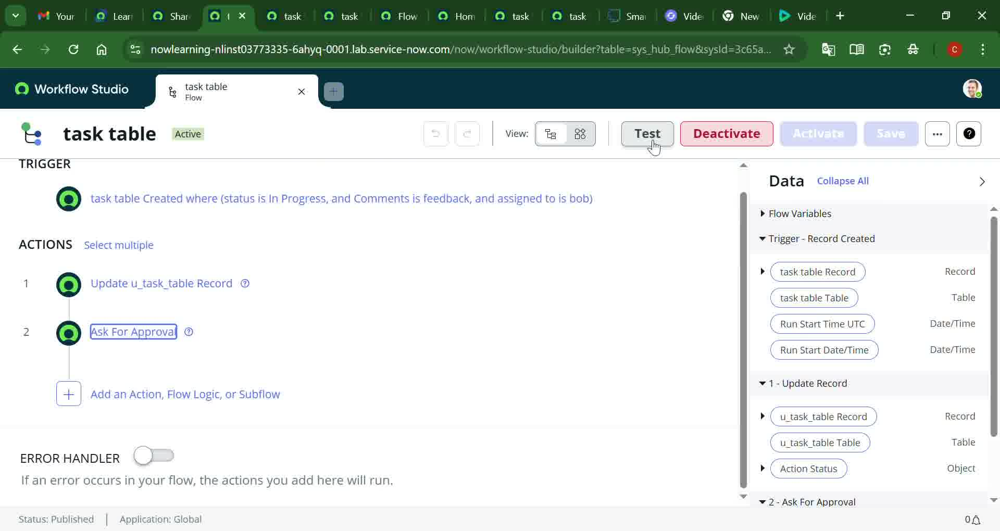 Your
Lear
Shar
t
task
task
Flow
Hom
task
task
Sma
Vide
New
Vide
nowlearning-nlinst03773335-6ahyq-0001.lab.service-now.com/now/workflow-studio/builder?table=sys_hub_flow&sysId=3c65a...
C
Workflow Studio
task table
Flow
task table
Active
View:
Test
Deactivate
Activate
Save
TRIGGER
task table Created where (status is In Progress, and Comments is feedback, and assigned to is bob)
ACTIONS
Select multiple
1
Update u_task_table Record
2
Ask For Approval
Add an Action, Flow Logic, or Subflow
ERROR HANDLER
If an error occurs in your flow, the actions you add here will run.
Data
Collapse All
Flow Variables
Trigger - Record Created
task table Record Record
task table Table Table
Run Start Time UTC Date/Time
Run Start Date/Time Date/Time
1 - Update Record
u_task_table Record Record
u_task_table Table Table
Action Status Object
2 - Ask For Approval
Status: Published
Application: Global
0